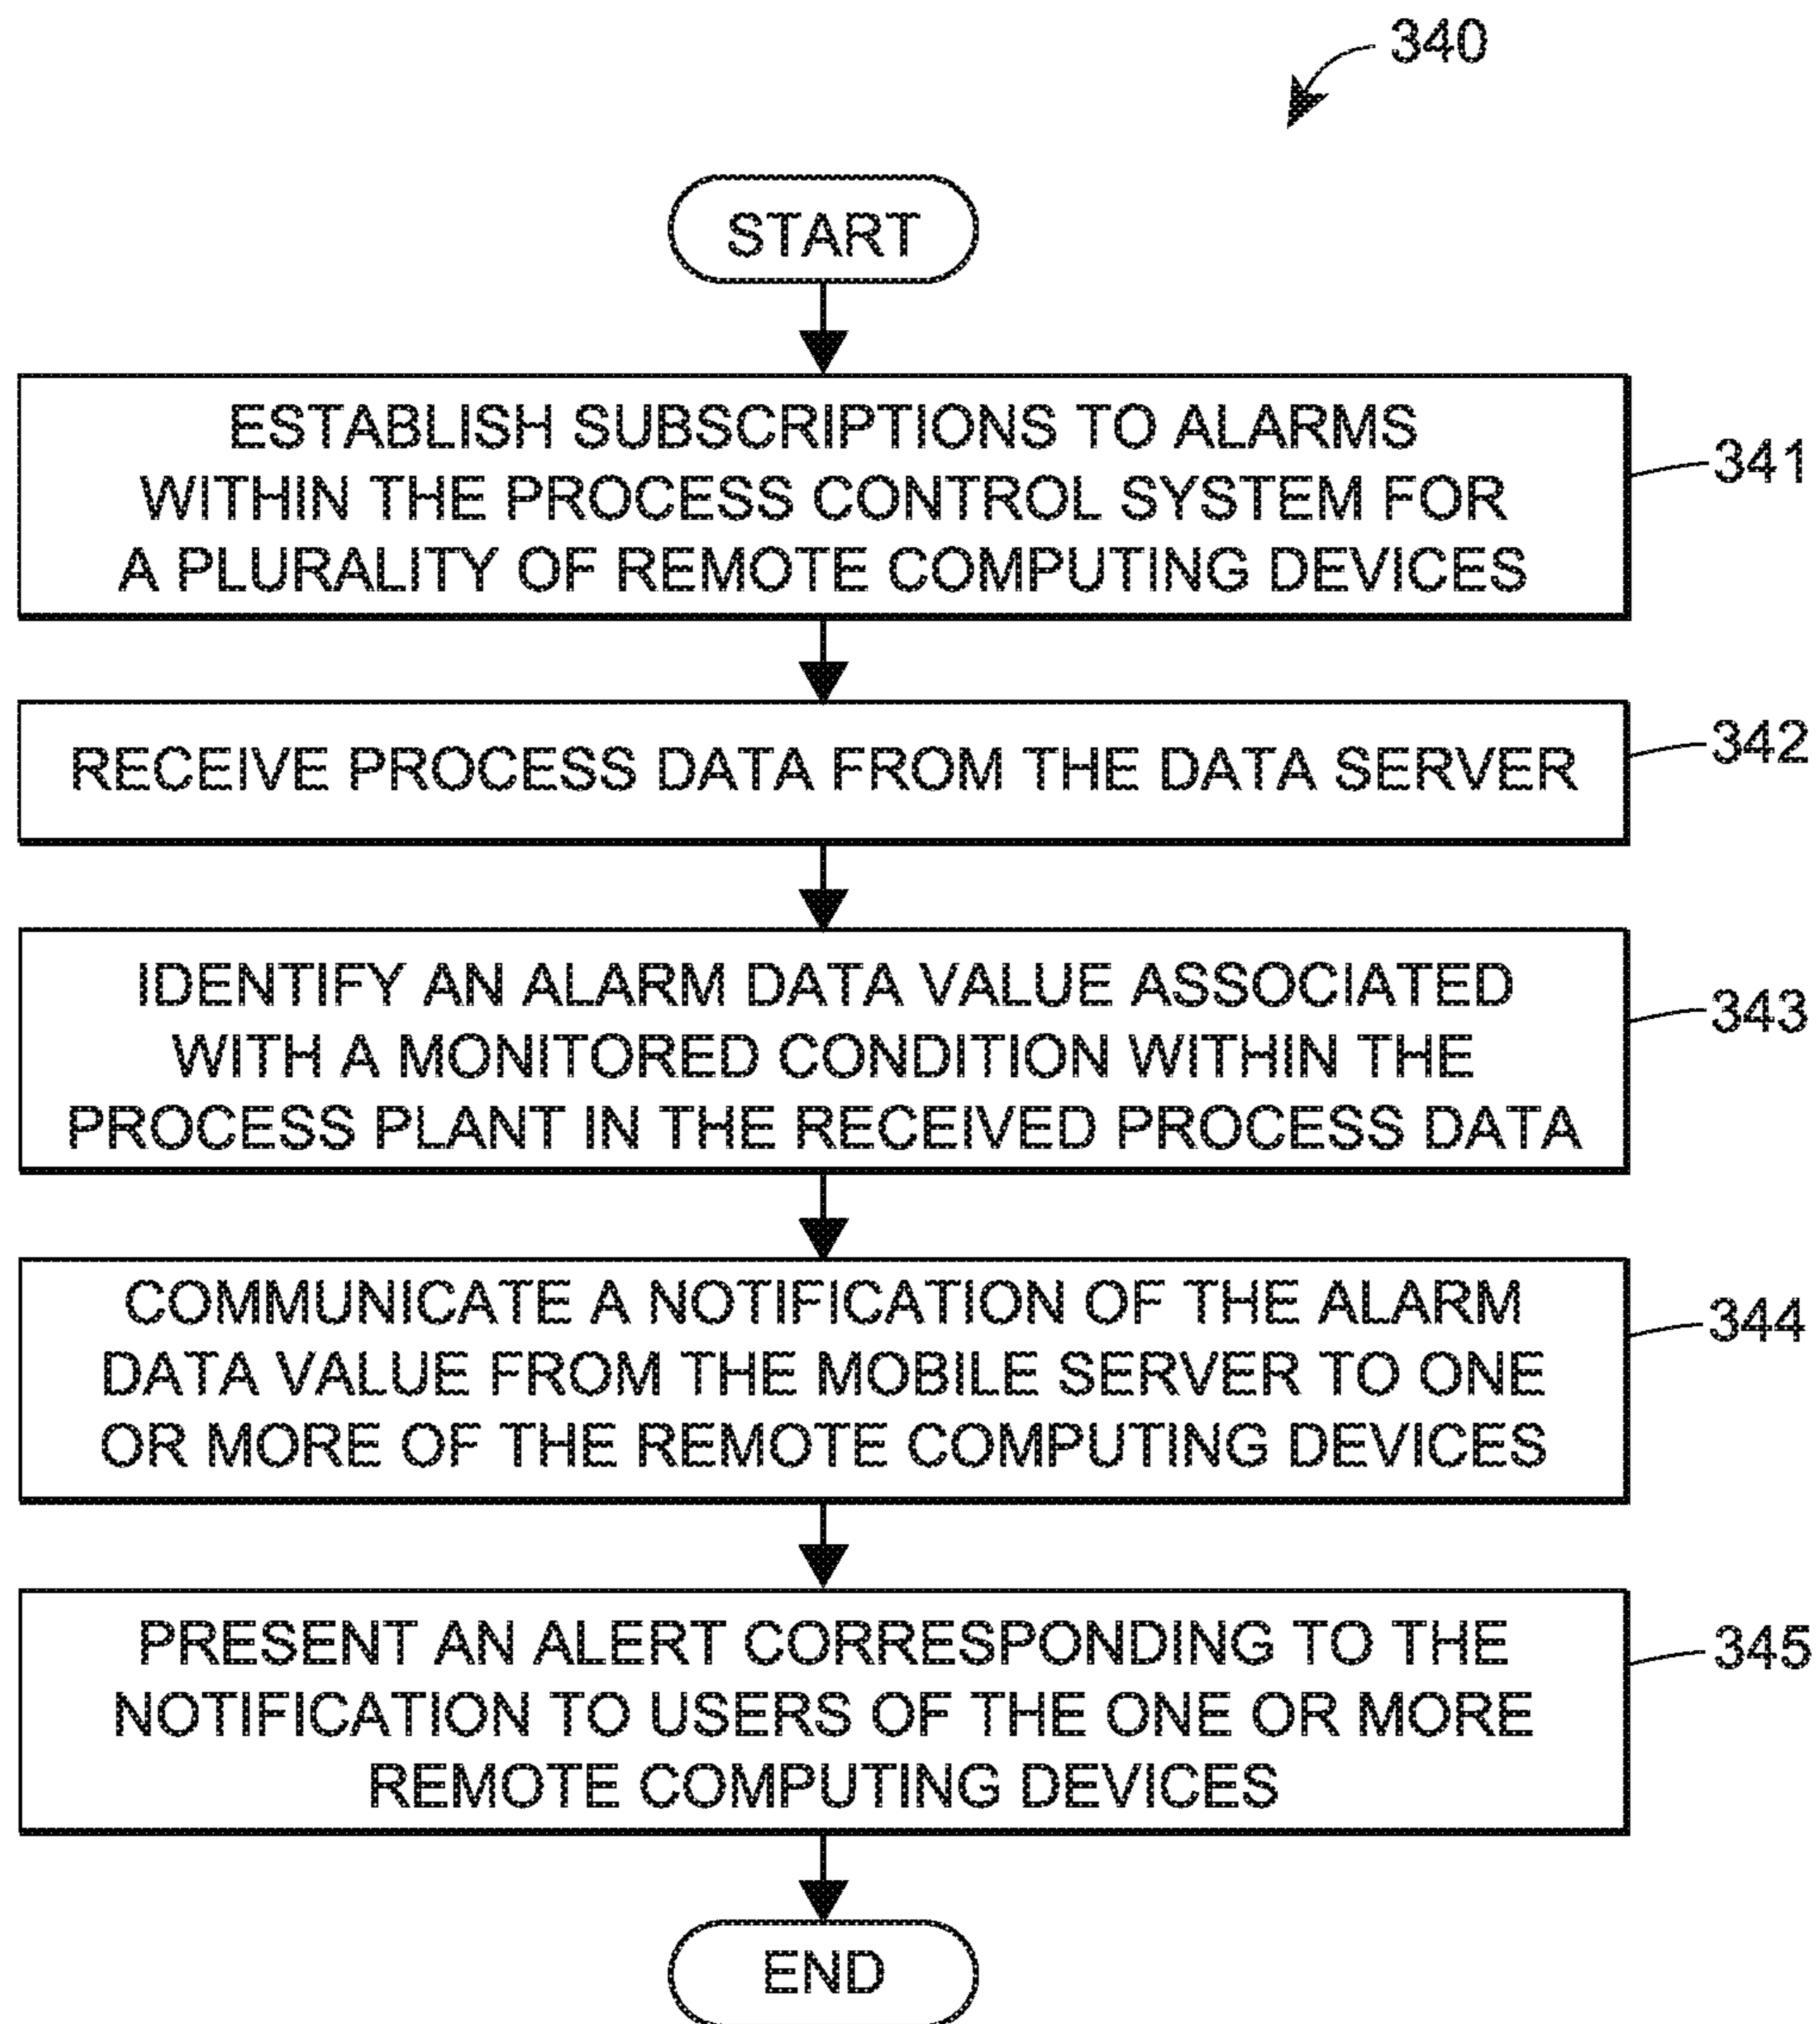 340
START
ESTABLISH SUBSCRIPTIONS TO ALARMS
WITHIN THE PROCESS CONTROL SYSTEM FOR
A PLURALITY OF REMOTE COMPUTING DEVICES
341
RECEIVE PROCESS DATA FROM THE DATA SERVER
342
IDENTIFY AN ALARM DATA VALUE ASSOCIATED
WITH A MONITORED CONDITION WITHIN THE
PROCESS PLANT IN THE RECEIVED PROCESS DATA
343
COMMUNICATE A NOTIFICATION OF THE ALARM
DATA VALUE FROM THE MOBILE SERVER TO ONE
OR MORE OF THE REMOTE COMPUTING DEVICES
344
PRESENT AN ALERT CORRESPONDING TO THE
NOTIFICATION TO USERS OF THE ONE OR MORE
REMOTE COMPUTING DEVICES
345
END